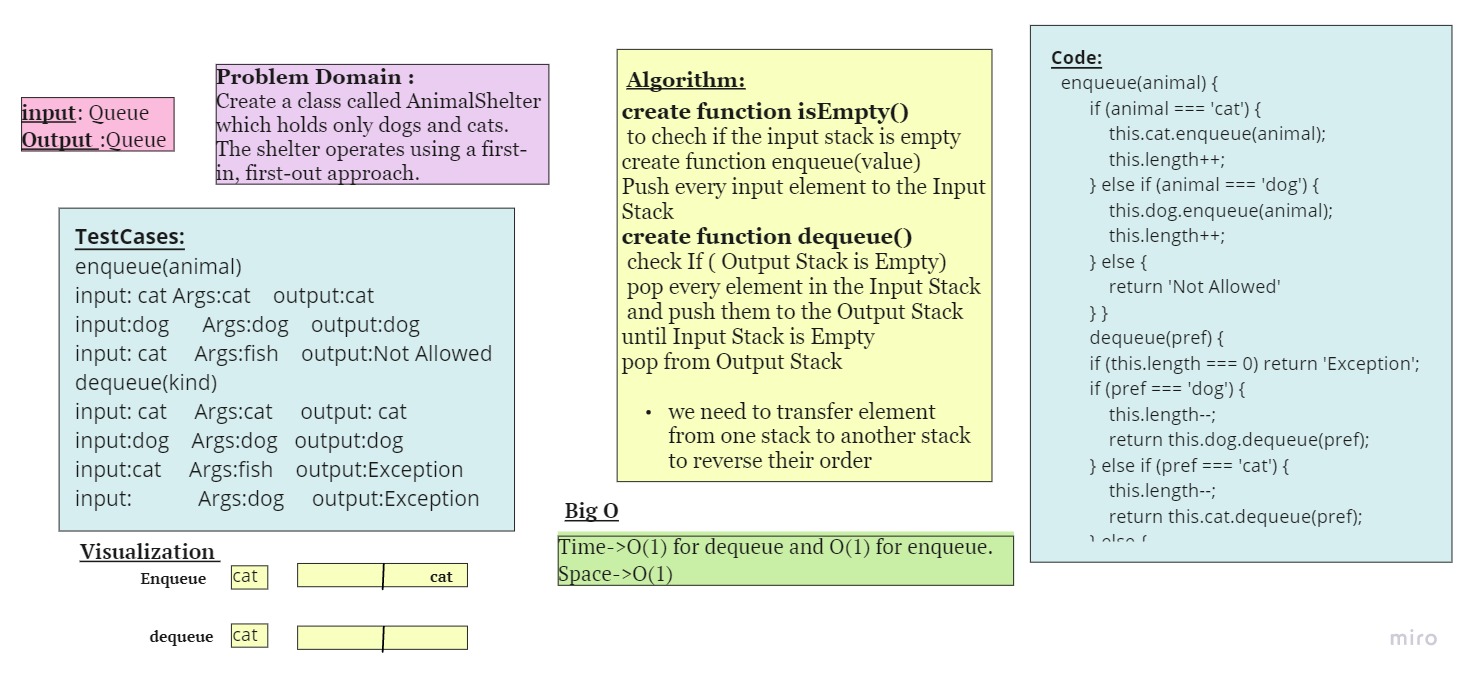 input: Queue
Output :Queue
Problem Domain :
Create a class called AnimalShelter
which holds only dogs and cats.
The shelter operates using a first-
in, first-out approach.
TestCases:
enqueue(animal)
input: cat Args:cat output:cat
input:dog Args:dog output:dog
input: cat Args:fish output:Not Allowed
dequeue(kind)
input: cat Args:cat output: cat
input:dog Args:dog output:dog
input:cat Args:fish output:Exception
input: Args:dog output:Exception
Visualization
Enqueue cat cat
dequeue cat
Algorithm:
create function isEmpty()
to chech if the input stack is empty
create function enqueue(value)
Push every input element to the Input
Stack
create function dequeue()
check If ( Output Stack is Empty)
pop every element in the Input Stack
and push them to the Output Stack
until Input Stack is Empty
pop from Output Stack
• we need to transfer element
from one stack to another stack
to reverse their order
Big O
Time->O(1) for dequeue and O(1) for enqueue.
Space->O(1)
Code:
enqueue(animal) {
if (animal === 'cat') {
this.cat.enqueue(animal);
this.length++;
} else if (animal === 'dog') {
this.dog.enqueue(animal);
this.length++;
} else {
return 'Not Allowed'
} }
dequeue(pref) {
if (this.length === 0) return 'Exception';
if (pref === 'dog') {
this.length--;
return this.dog.dequeue(pref);
} else if (pref === 'cat') {
this.length--;
return this.cat.dequeue(pref);
} else {
miro